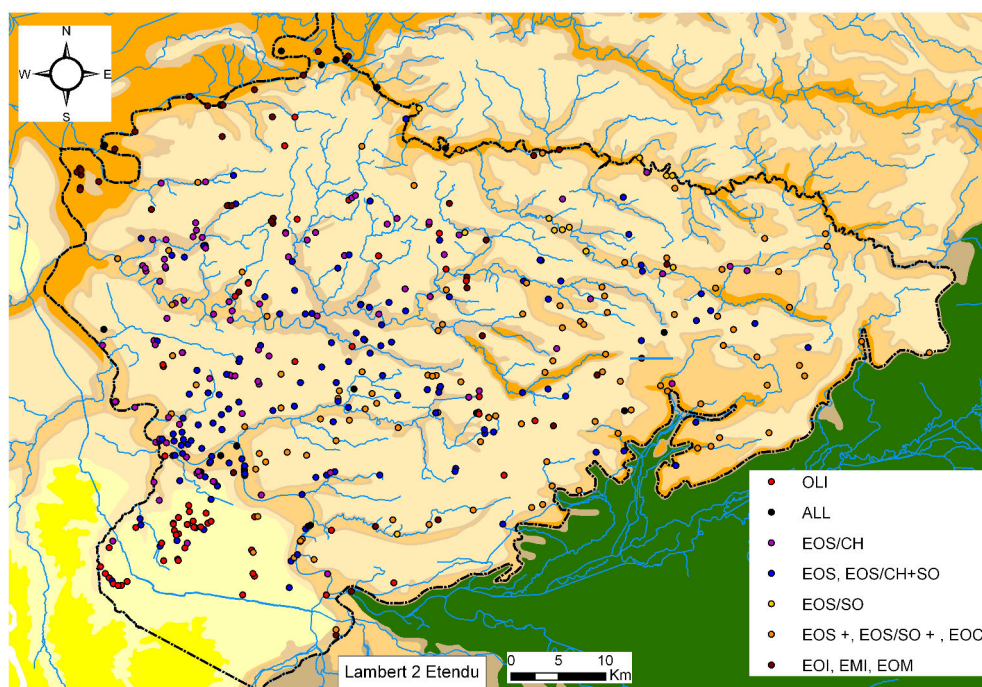 N
W E
S
OLI
ALL
EOS/CH
EOS, EOS/CH+SO
EOS/SO
EOS +, EOS/SO + , EOC
EOI, EMI, EOM
Lambert 2 Etendu
0 5 10
Km